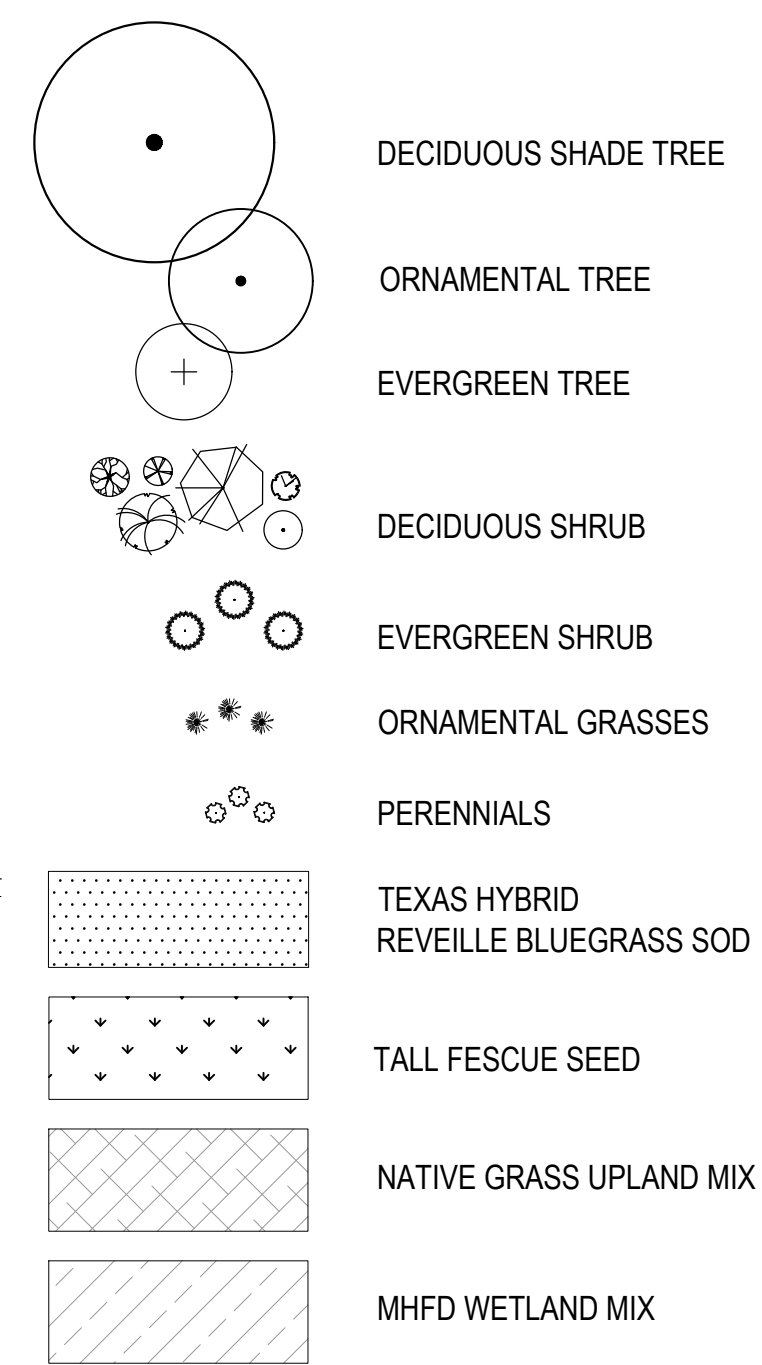 DECIDUOUS SHADE TREE
ORNAMENTAL TREE
EVERGREEN TREE
DECIDUOUS SHRUB
EVERGREEN SHRUB
ORNAMENTAL GRASSES
PERENNIALS
TEXAS HYBRID
REVEILLE BLUEGRASS SOD
TALL FESCUE SEED
NATIVE GRASS UPLAND MIX
MHFD WETLAND MIX